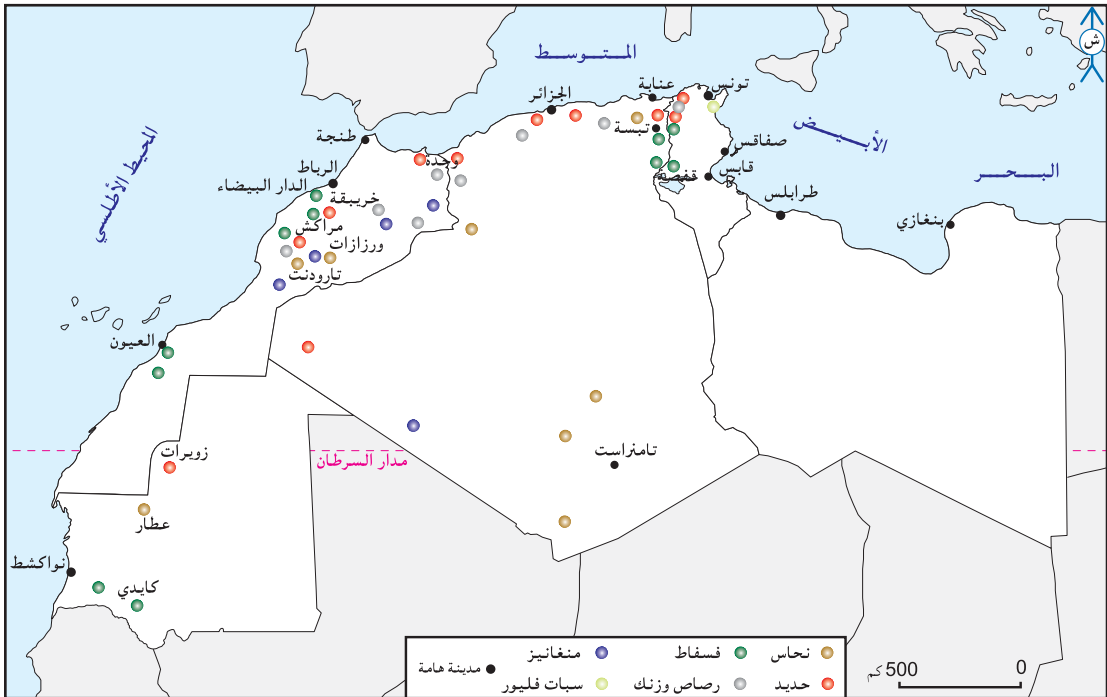 ش
المتوسط
الأبيض
البحر
المحيط الأطلسي
تونس
عنابة
الجزائر
تبسة
صفاقس
قابس
قفصة
طرابلس
بنغازي
طنجة
وجدة
الرباط
الدار البيضاء
خريبقة
مراكش
ورزازات
تارودنت
العيون
زويرات
مدار السرطان
تامنراست
عطار
نواكشط
كايدي
نحاس
فسفاط
منغانيز
مدينة هامة
حديد
رصاص وزنك
سبات فليور
0
500 كم